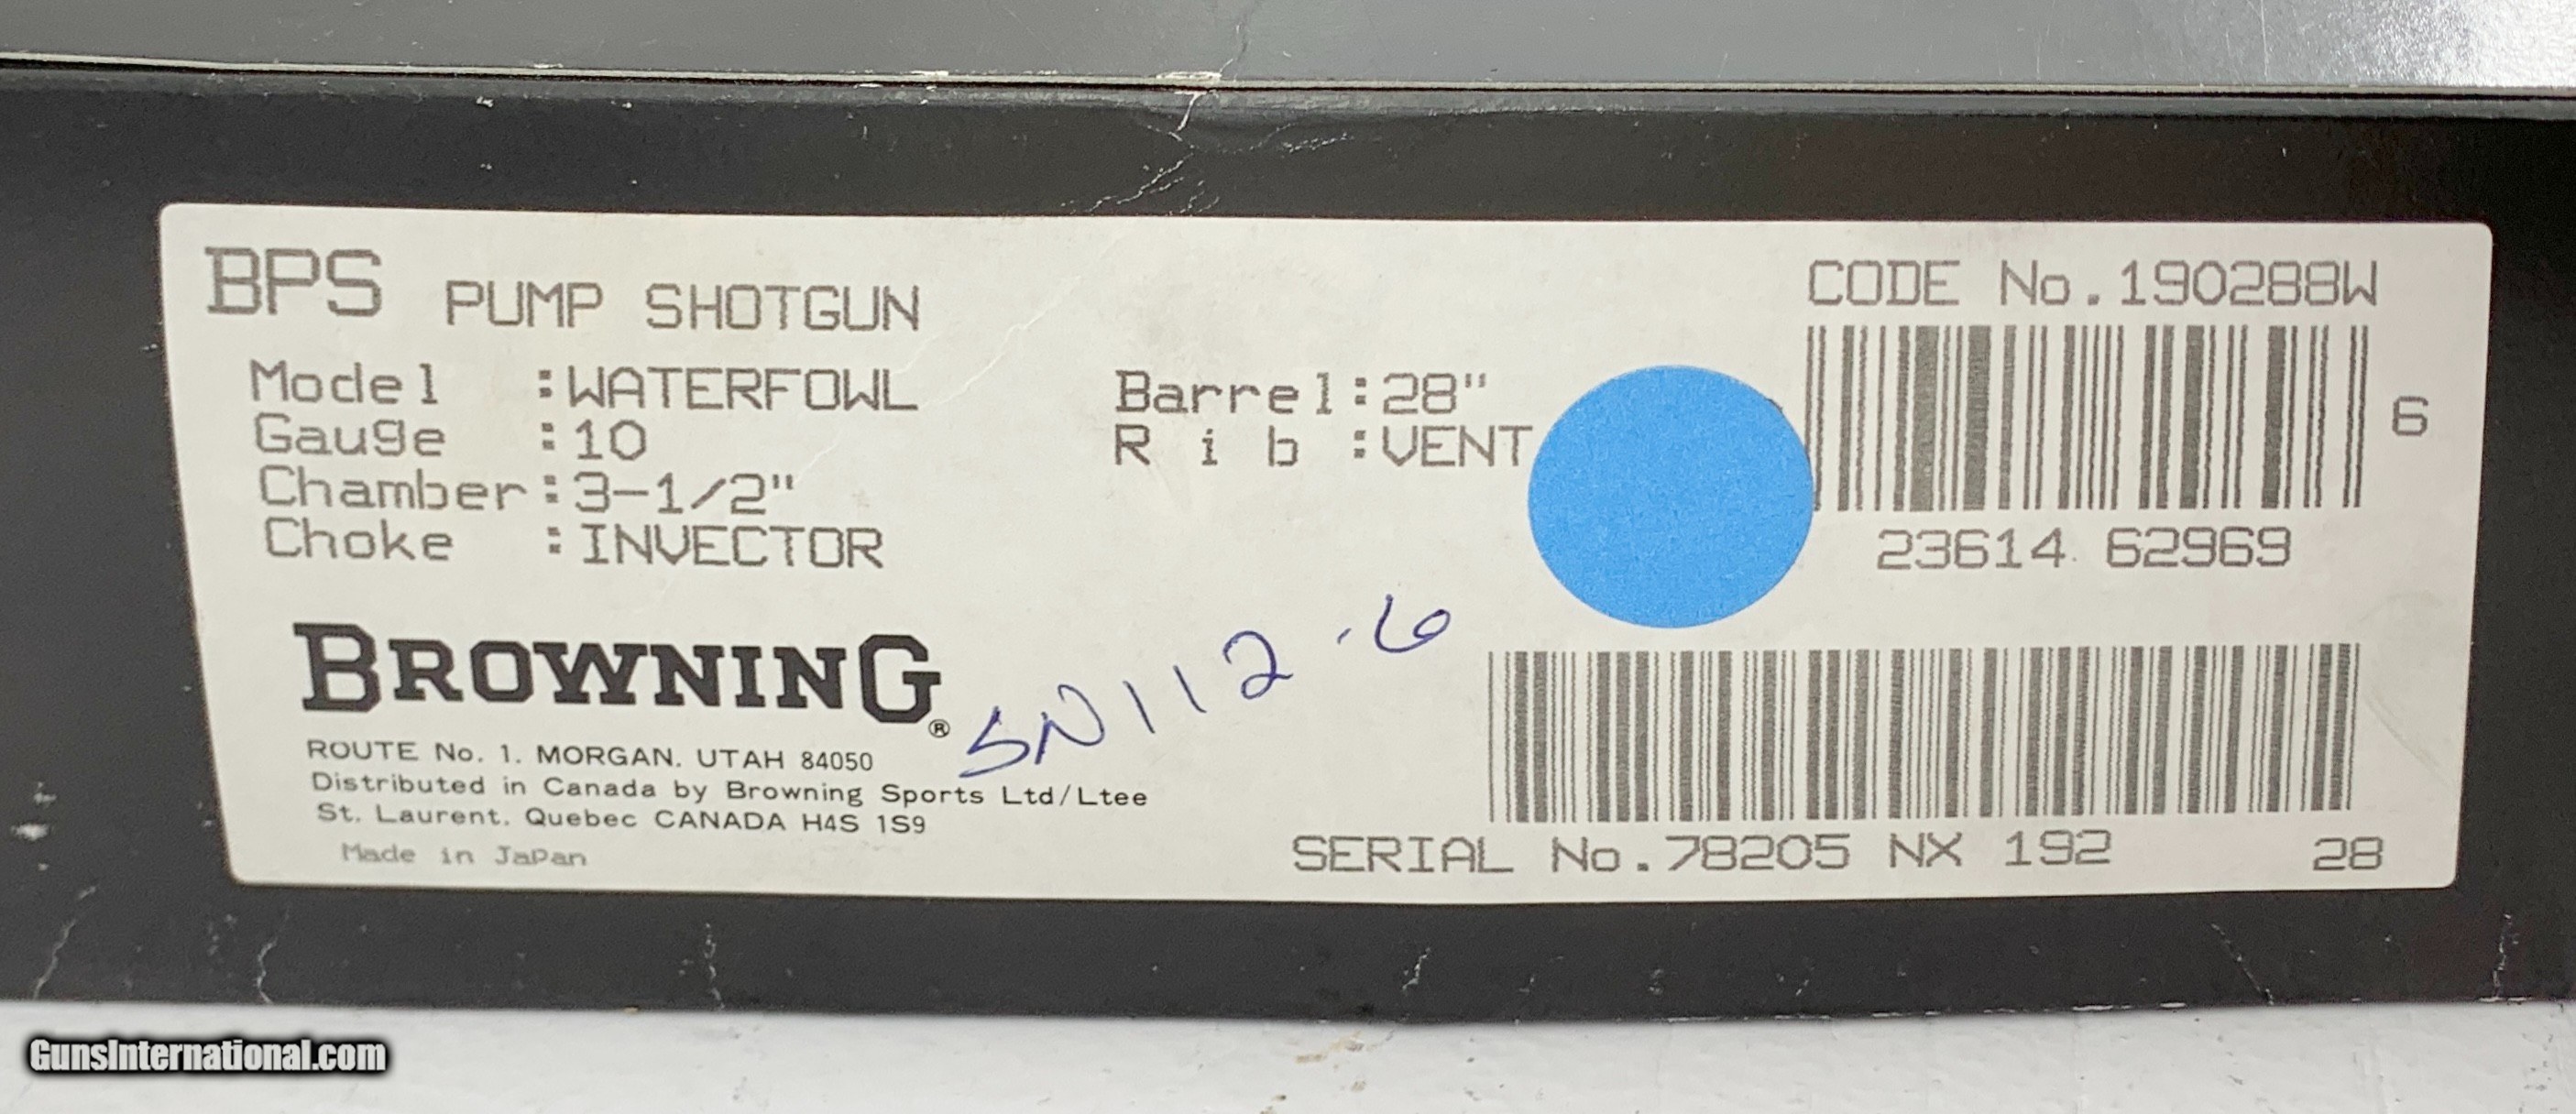 BPS PUMP SHOTGUN
Model :WATERFOWL
Gauge :10
Chamber:3-1/2"
Choke :INVECTOR
Barrel:28"
Rib :VENT
CODE No.190288W
6
23614 62969
BROWNING®
ROUTE No. 1. MORGAN. UTAH 84050
Distributed in Canada by Browning Sports Ltd/Ltee
St. Laurent. Quebec CANADA H4S 1S9
Made in Japan
SN112-6
SERIAL No.78205 NX 192 28
GunsInternational.com